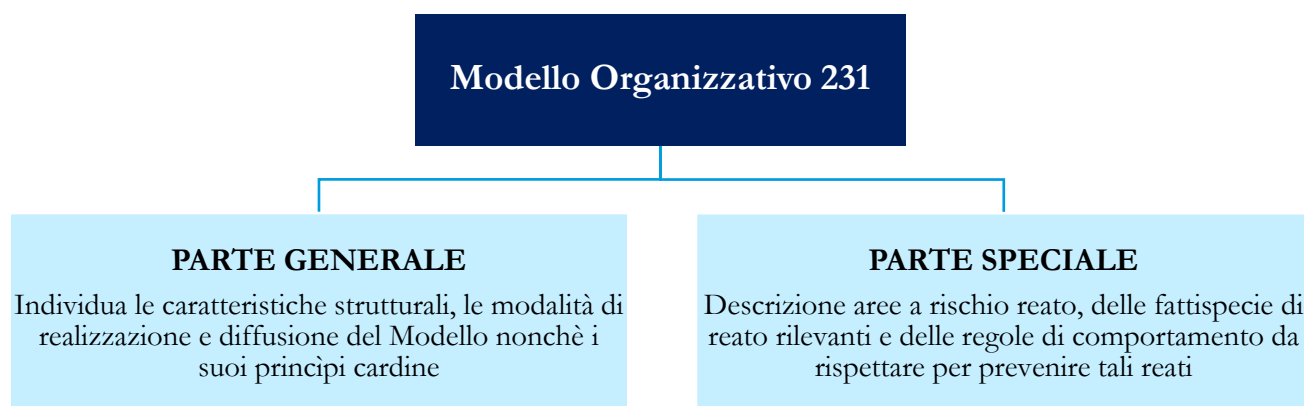 Modello Organizzativo 231
PARTE GENERALE
Individua le caratteristiche strutturali, le modalità di
realizzazione e diffusione del Modello nonchè i
suoi princìpi cardine
PARTE SPECIALE
Descrizione aree a rischio reato, delle fattispecie di
reato rilevanti e delle regole di comportamento da
rispettare per prevenire tali reati